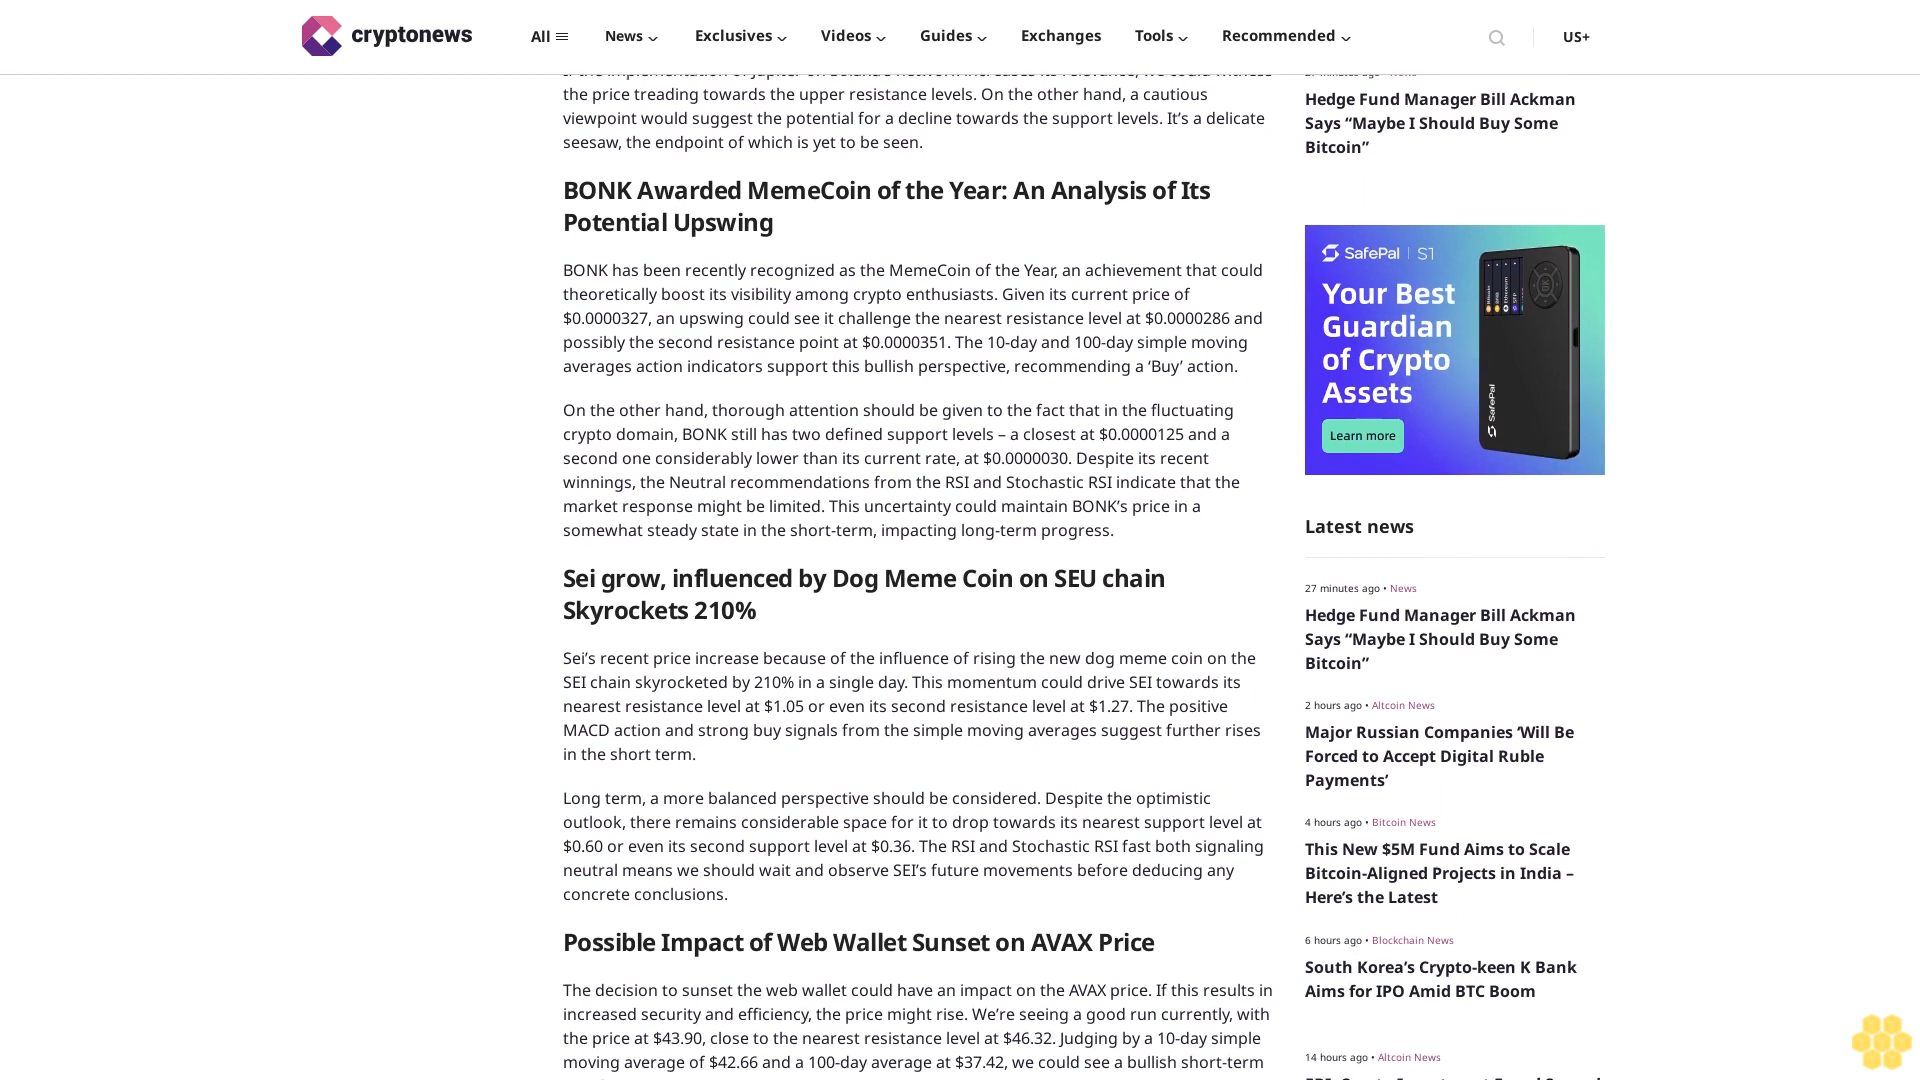 cryptonews
All
News
Exclusives
Videos
Guides
Exchanges
Tools
Recommended
US+
the price treading towards the upper resistance levels. On the other hand, a cautious
viewpoint would suggest the potential for a decline towards the support levels. It’s a delicate
seesaw, the endpoint of which is yet to be seen.
BONK Awarded MemeCoin of the Year: An Analysis of Its
Potential Upswing
BONK has been recently recognized as the MemeCoin of the Year, an achievement that could
theoretically boost its visibility among crypto enthusiasts. Given its current price of
$0.0000327, an upswing could see it challenge the nearest resistance level at $0.0000286 and
possibly the second resistance point at $0.0000351. The 10-day and 100-day simple moving
averages action indicators support this bullish perspective, recommending a ‘Buy’ action.
On the other hand, thorough attention should be given to the fact that in the fluctuating
crypto domain, BONK still has two defined support levels – a closest at $0.0000125 and a
second one considerably lower than its current rate, at $0.0000030. Despite its recent
winnings, the Neutral recommendations from the RSI and Stochastic RSI indicate that the
market response might be limited. This uncertainty could maintain BONK’s price in a
somewhat steady state in the short-term, impacting long-term progress.
Sei grow, influenced by Dog Meme Coin on SEU chain
Skyrockets 210%
Sei’s recent price increase because of the influence of rising the new dog meme coin on the
SEI chain skyrocketed by 210% in a single day. This momentum could drive SEI towards its
nearest resistance level at $1.05 or even its second resistance level at $1.27. The positive
MACD action and strong buy signals from the simple moving averages suggest further rises
in the short term.
Long term, a more balanced perspective should be considered. Despite the optimistic
outlook, there remains considerable space for it to drop towards its nearest support level at
$0.60 or even its second support level at $0.36. The RSI and Stochastic RSI fast both signaling
neutral means we should wait and observe SEI’s future movements before deducing any
concrete conclusions.
Possible Impact of Web Wallet Sunset on AVAX Price
The decision to sunset the web wallet could have an impact on the AVAX price. If this results in
increased security and efficiency, the price might rise. We’re seeing a good run currently, with
the price at $43.90, close to the nearest resistance level at $46.32. Judging by a 10-day simple
moving average of $42.66 and a 100-day average at $37.42, we could see a bullish short-term
Hedge Fund Manager Bill Ackman
Says “Maybe I Should Buy Some
Bitcoin”
SafePal | S1
Your Best
Guardian
of Crypto
Assets
Learn more
SafePal
Latest news
27 minutes ago • News
Hedge Fund Manager Bill Ackman
Says “Maybe I Should Buy Some
Bitcoin”
2 hours ago • Altcoin News
Major Russian Companies ‘Will Be
Forced to Accept Digital Ruble
Payments’
4 hours ago • Bitcoin News
This New $5M Fund Aims to Scale
Bitcoin-Aligned Projects in India –
Here’s the Latest
6 hours ago • Blockchain News
South Korea’s Crypto-keen K Bank
Aims for IPO Amid BTC Boom
14 hours ago • Altcoin News